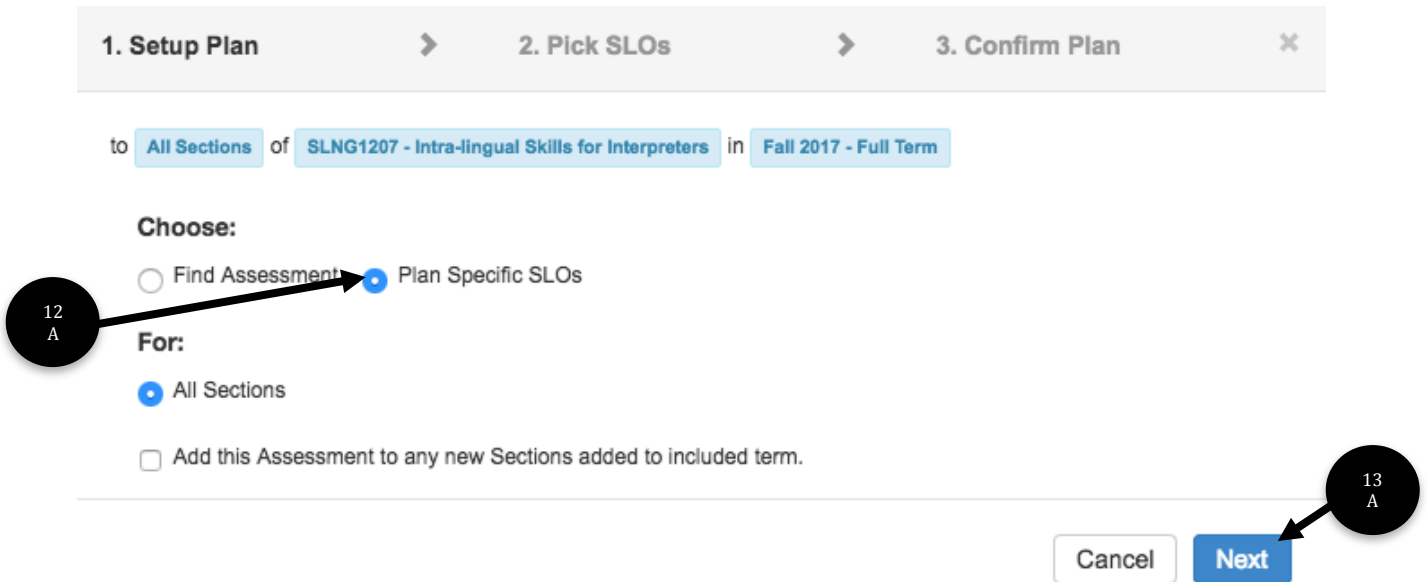 1. Setup Plan > 2. Pick SLOs > 3. Confirm Plan ×
to All Sections of SLNG1207 - Intra-lingual Skills for Interpreters in Fall 2017 - Full Term
Choose:
Find Assessment Plan Specific SLOs
12
A
For:
All Sections
Add this Assessment to any new Sections added to included term.
13
A
Cancel Next